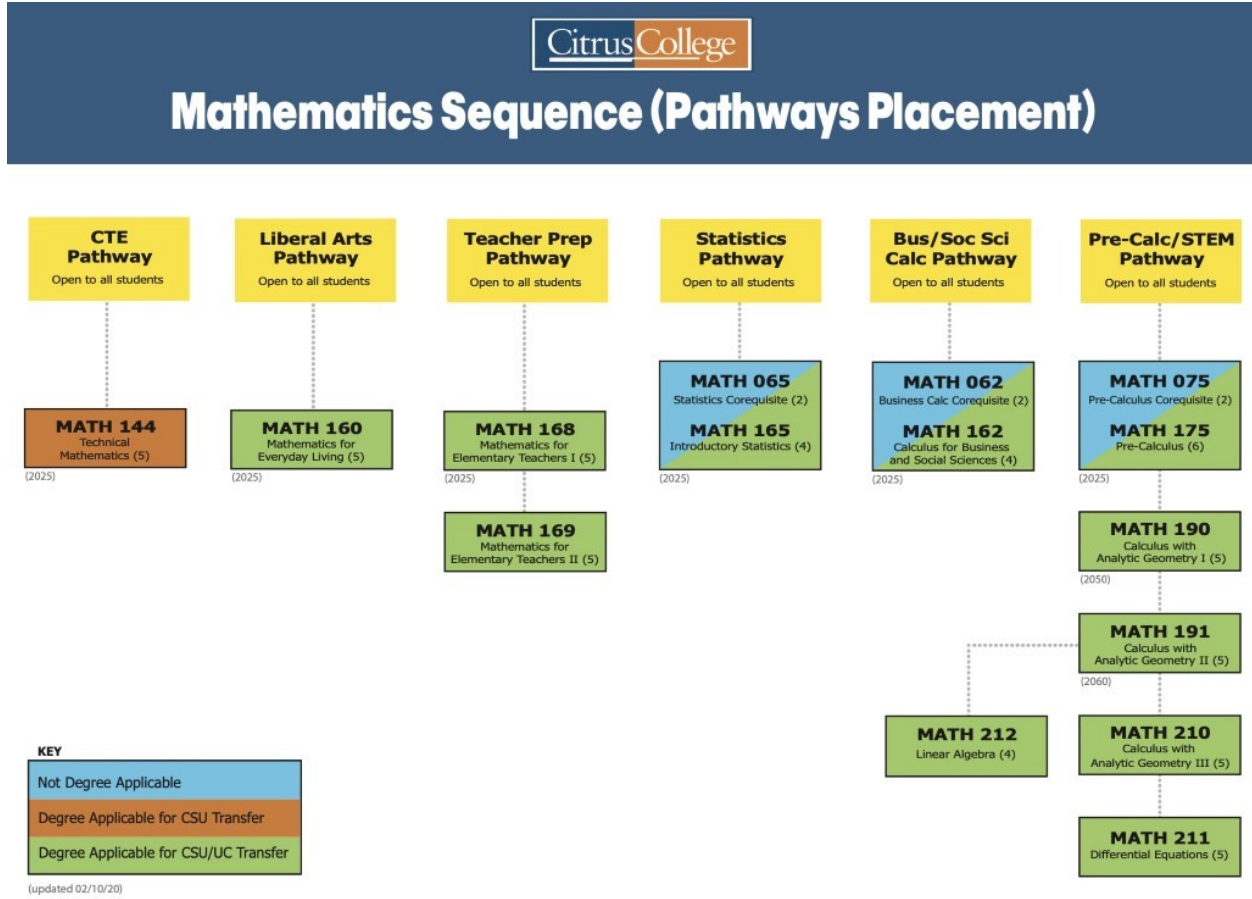 Citrus College
Mathematics Sequence (Pathways Placement)
CTE
Pathway
Open to all students
Liberal Arts
Pathway
Open to all students
Teacher Prep
Pathway
Open to all students
Statistics
Pathway
Open to all students
Bus/Soc Sci
Calc Pathway
Open to all students
Pre-Calc/STEM
Pathway
Open to all students
MATH 144
Technical
Mathematics (5)
(2025)
MATH 160
Mathematics for
Everyday Living (5)
(2025)
MATH 168
Mathematics for
Elementary Teachers I (5)
(2025)
MATH 169
Mathematics for
Elementary Teachers II (5)
MATH 065
Statistics Corequisite (2)
MATH 165
Introductory Statistics (4)
(2025)
MATH 062
Business Calc Corequisite (2)
MATH 162
Calculus for Business
and Social Sciences (4)
(2025)
MATH 075
Pre-Calculus Corequisite (2)
MATH 175
Pre-Calculus (6)
(2025)
MATH 190
Calculus with
Analytic Geometry I (5)
(2050)
MATH 191
Calculus with
Analytic Geometry II (5)
(2060)
MATH 212
Linear Algebra (4)
MATH 210
Calculus with
Analytic Geometry III (5)
MATH 211
Differential Equations (5)
KEY
Not Degree Applicable
Degree Applicable for CSU Transfer
Degree Applicable for CSU/UC Transfer
(updated 02/10/20)